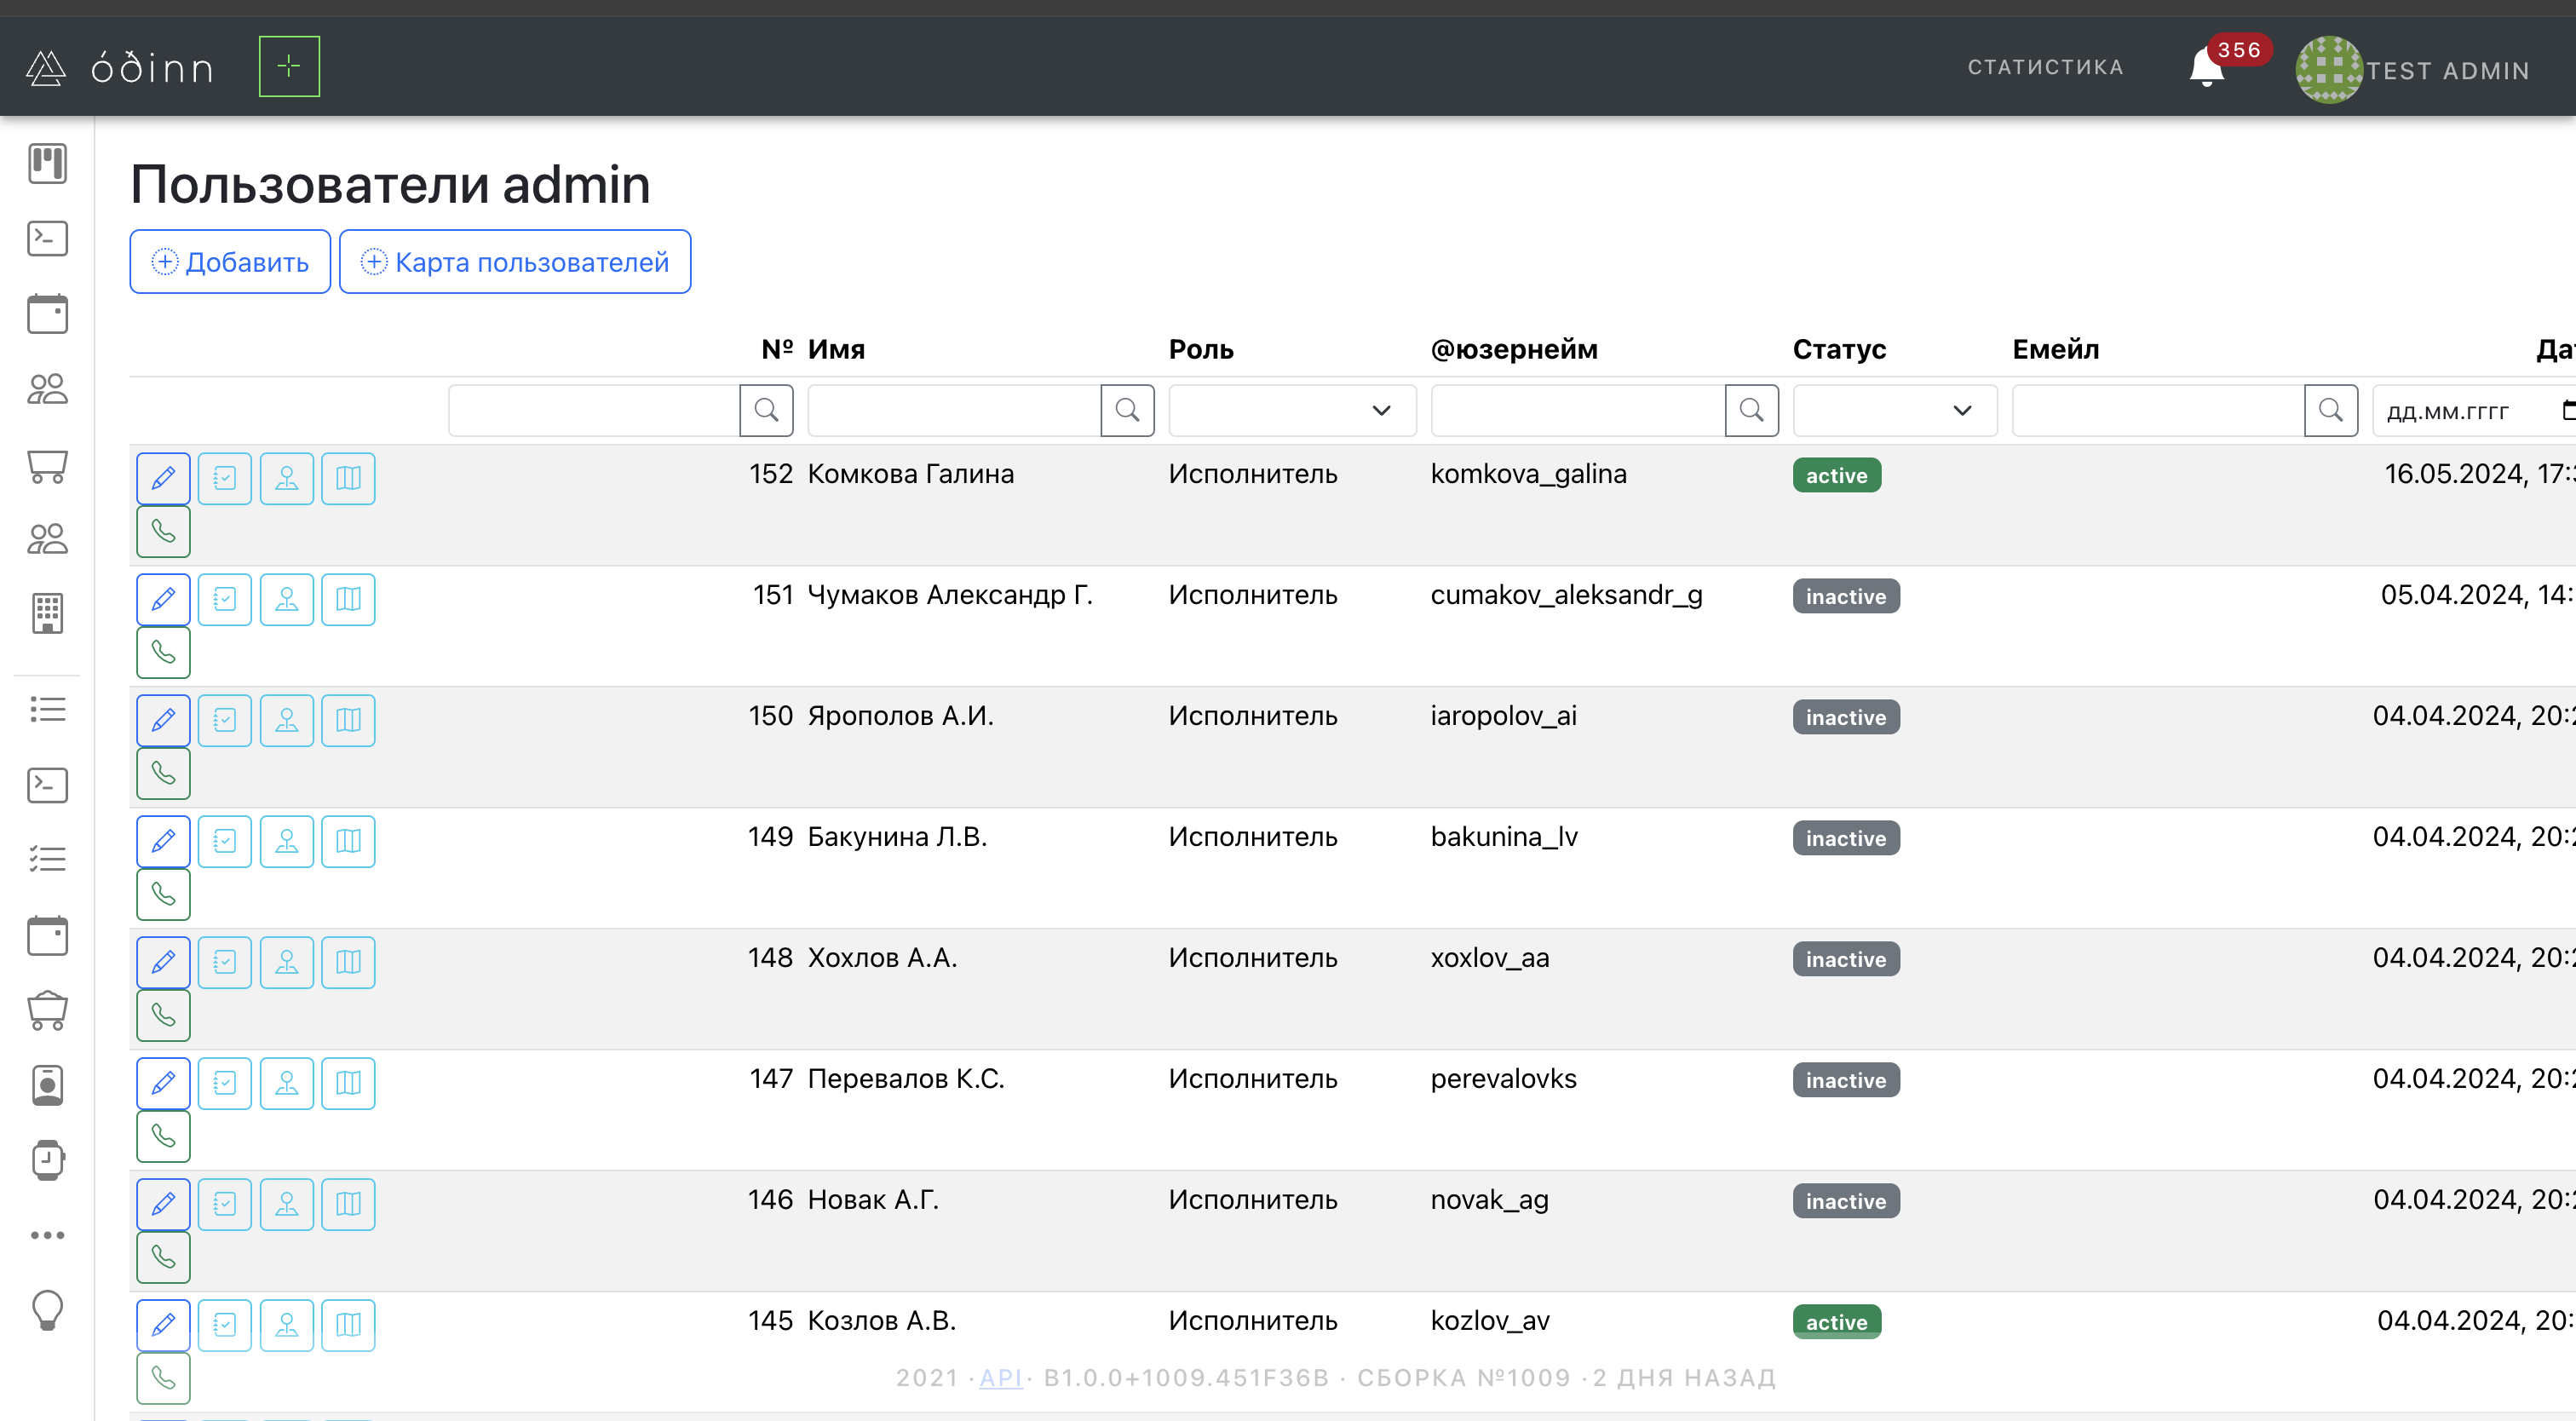 óðinn
СТАТИСТИКА 356 TEST ADMIN
Пользователи admin
Добавить Карта пользователей
№ Имя Роль @юзернейм Статус Емейл
дд.мм.гггг
152 Комкова Галина Исполнитель komkova_galina active 16.05.2024, 17:
151 Чумаков Александр Г. Исполнитель cumakov_aleksandr_g inactive 05.04.2024, 14:
150 Ярополов А.И. Исполнитель iaropolov_ai inactive 04.04.2024, 20:
149 Бакунина Л.В. Исполнитель bakunina_lv inactive 04.04.2024, 20:
148 Хохлов А.А. Исполнитель xoxlov_aa inactive 04.04.2024, 20:
147 Перевалов К.С. Исполнитель perevalovks inactive 04.04.2024, 20:
146 Новак А.Г. Исполнитель novak_ag inactive 04.04.2024, 20:
145 Козлов А.В. Исполнитель kozlov_av active 04.04.2024, 20:
2021 · API · B1.0.0+1009.451F36B · СБОРКА №1009 · 2 ДНЯ НАЗАД